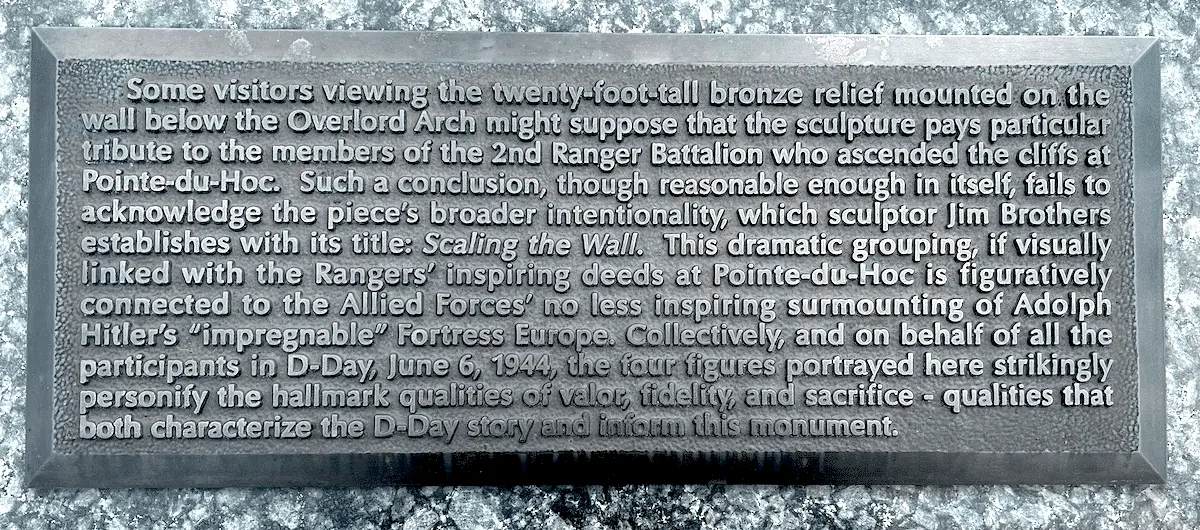 Some visitors viewing the twenty-foot-tall bronze relief mounted on the
wall below the Overlord Arch might suppose that the sculpture pays particular
tribute to the members of the 2nd Ranger Battalion who ascended the cliffs at
Pointe-du-Hoc. Such a conclusion, though reasonable enough in itself, fails to
acknowledge the piece's broader intentionality, which sculptor Jim Brothers
establishes with its title: Scaling the Wall. This dramatic grouping, if visually
linked with the Rangers' inspiring deeds at Pointe-du-Hoc is figuratively
connected to the Allied Forces' no less inspiring surmounting of Adolph
Hitler's "impregnable" Fortress Europe. Collectively, and on behalf of all the
participants in D-Day, June 6, 1944, the four figures portrayed here strikingly
personify the hallmark qualities of valor, fidelity, and sacrifice - qualities that
both characterize the D-Day story and inform this monument.